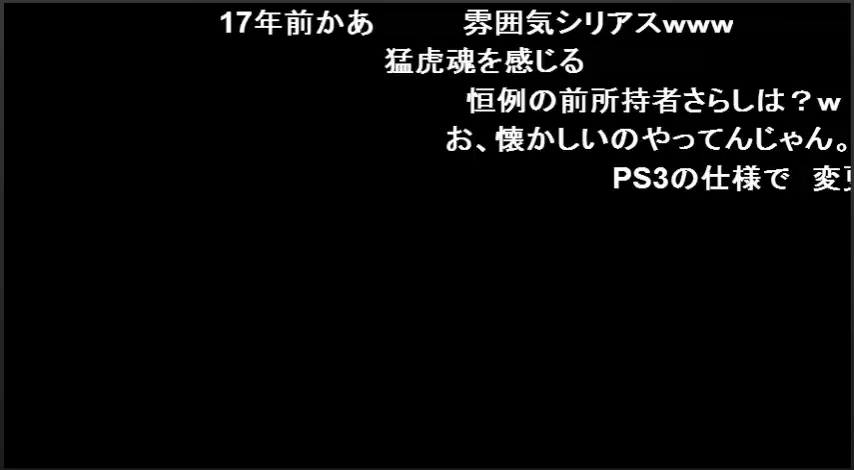 17年前かあ 雰囲気シリアスwww
猛虎魂を感じる
恒例の前所持者さらしは？w
お、懐かしいのやってんじゃん。
PS3の仕様で 変更